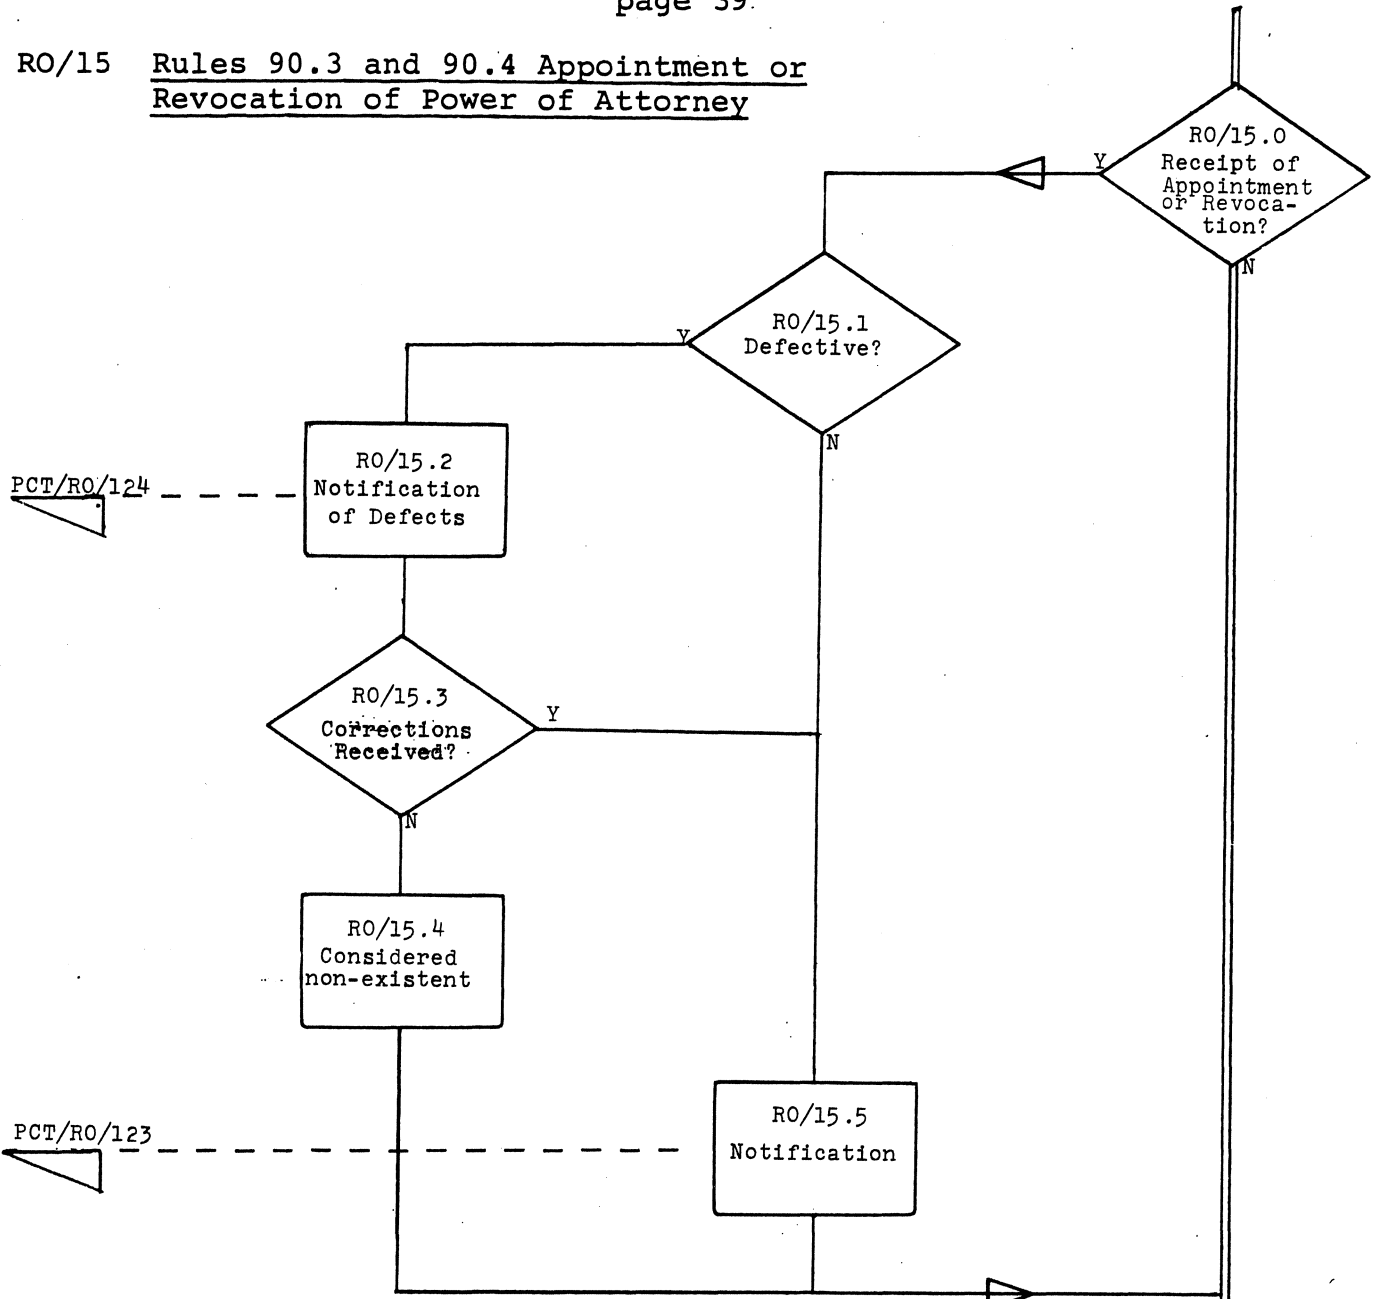 page 39.
RO/15 Rules 90.3 and 90.4 Appointment or
Revocation of Power of Attorney
RO/15.0
Receipt of
Appointment
or Revoca-
tion?
Y
N
RO/15.1
Defective?
Y
N
RO/15.2
Notification
of Defects
PCT/RO/124
RO/15.3
Corrections
Received?
Y
N
RO/15.4
Considered
non-existent
RO/15.5
Notification
PCT/RO/123